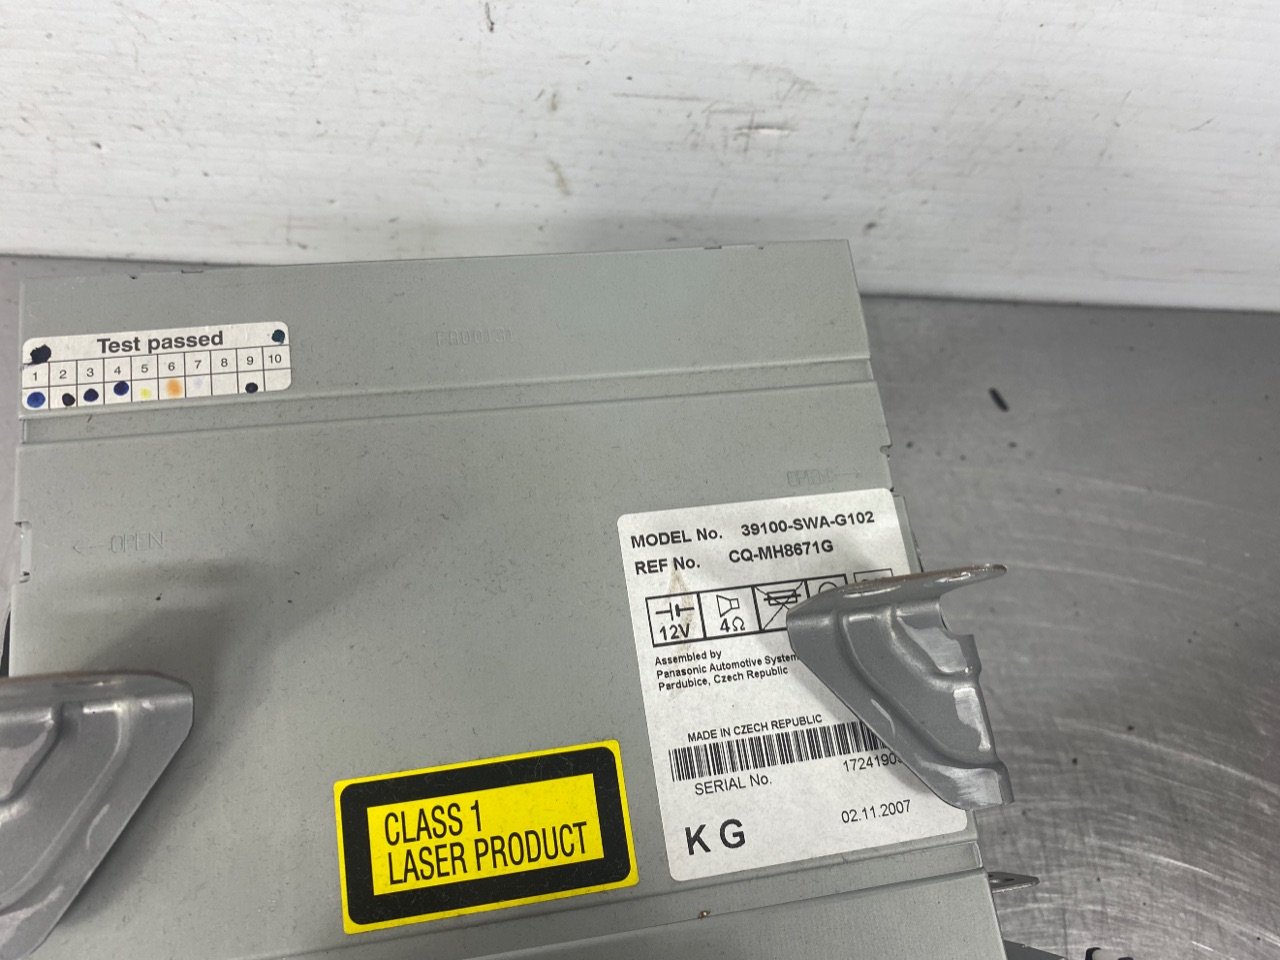 Test passed
1 2 3 4 5 6 7 8 9 10
OPEN
MODEL No. 39100-SWA-G102
REF No. CQ-MH8671G
12V 4Ω
Assembled by
Panasonic Automotive System
Pardubice, Czech Republic
MADE IN CZECH REPUBLIC
SERIAL No. 1724190
02.11.2007
K G
CLASS 1
LASER PRODUCT